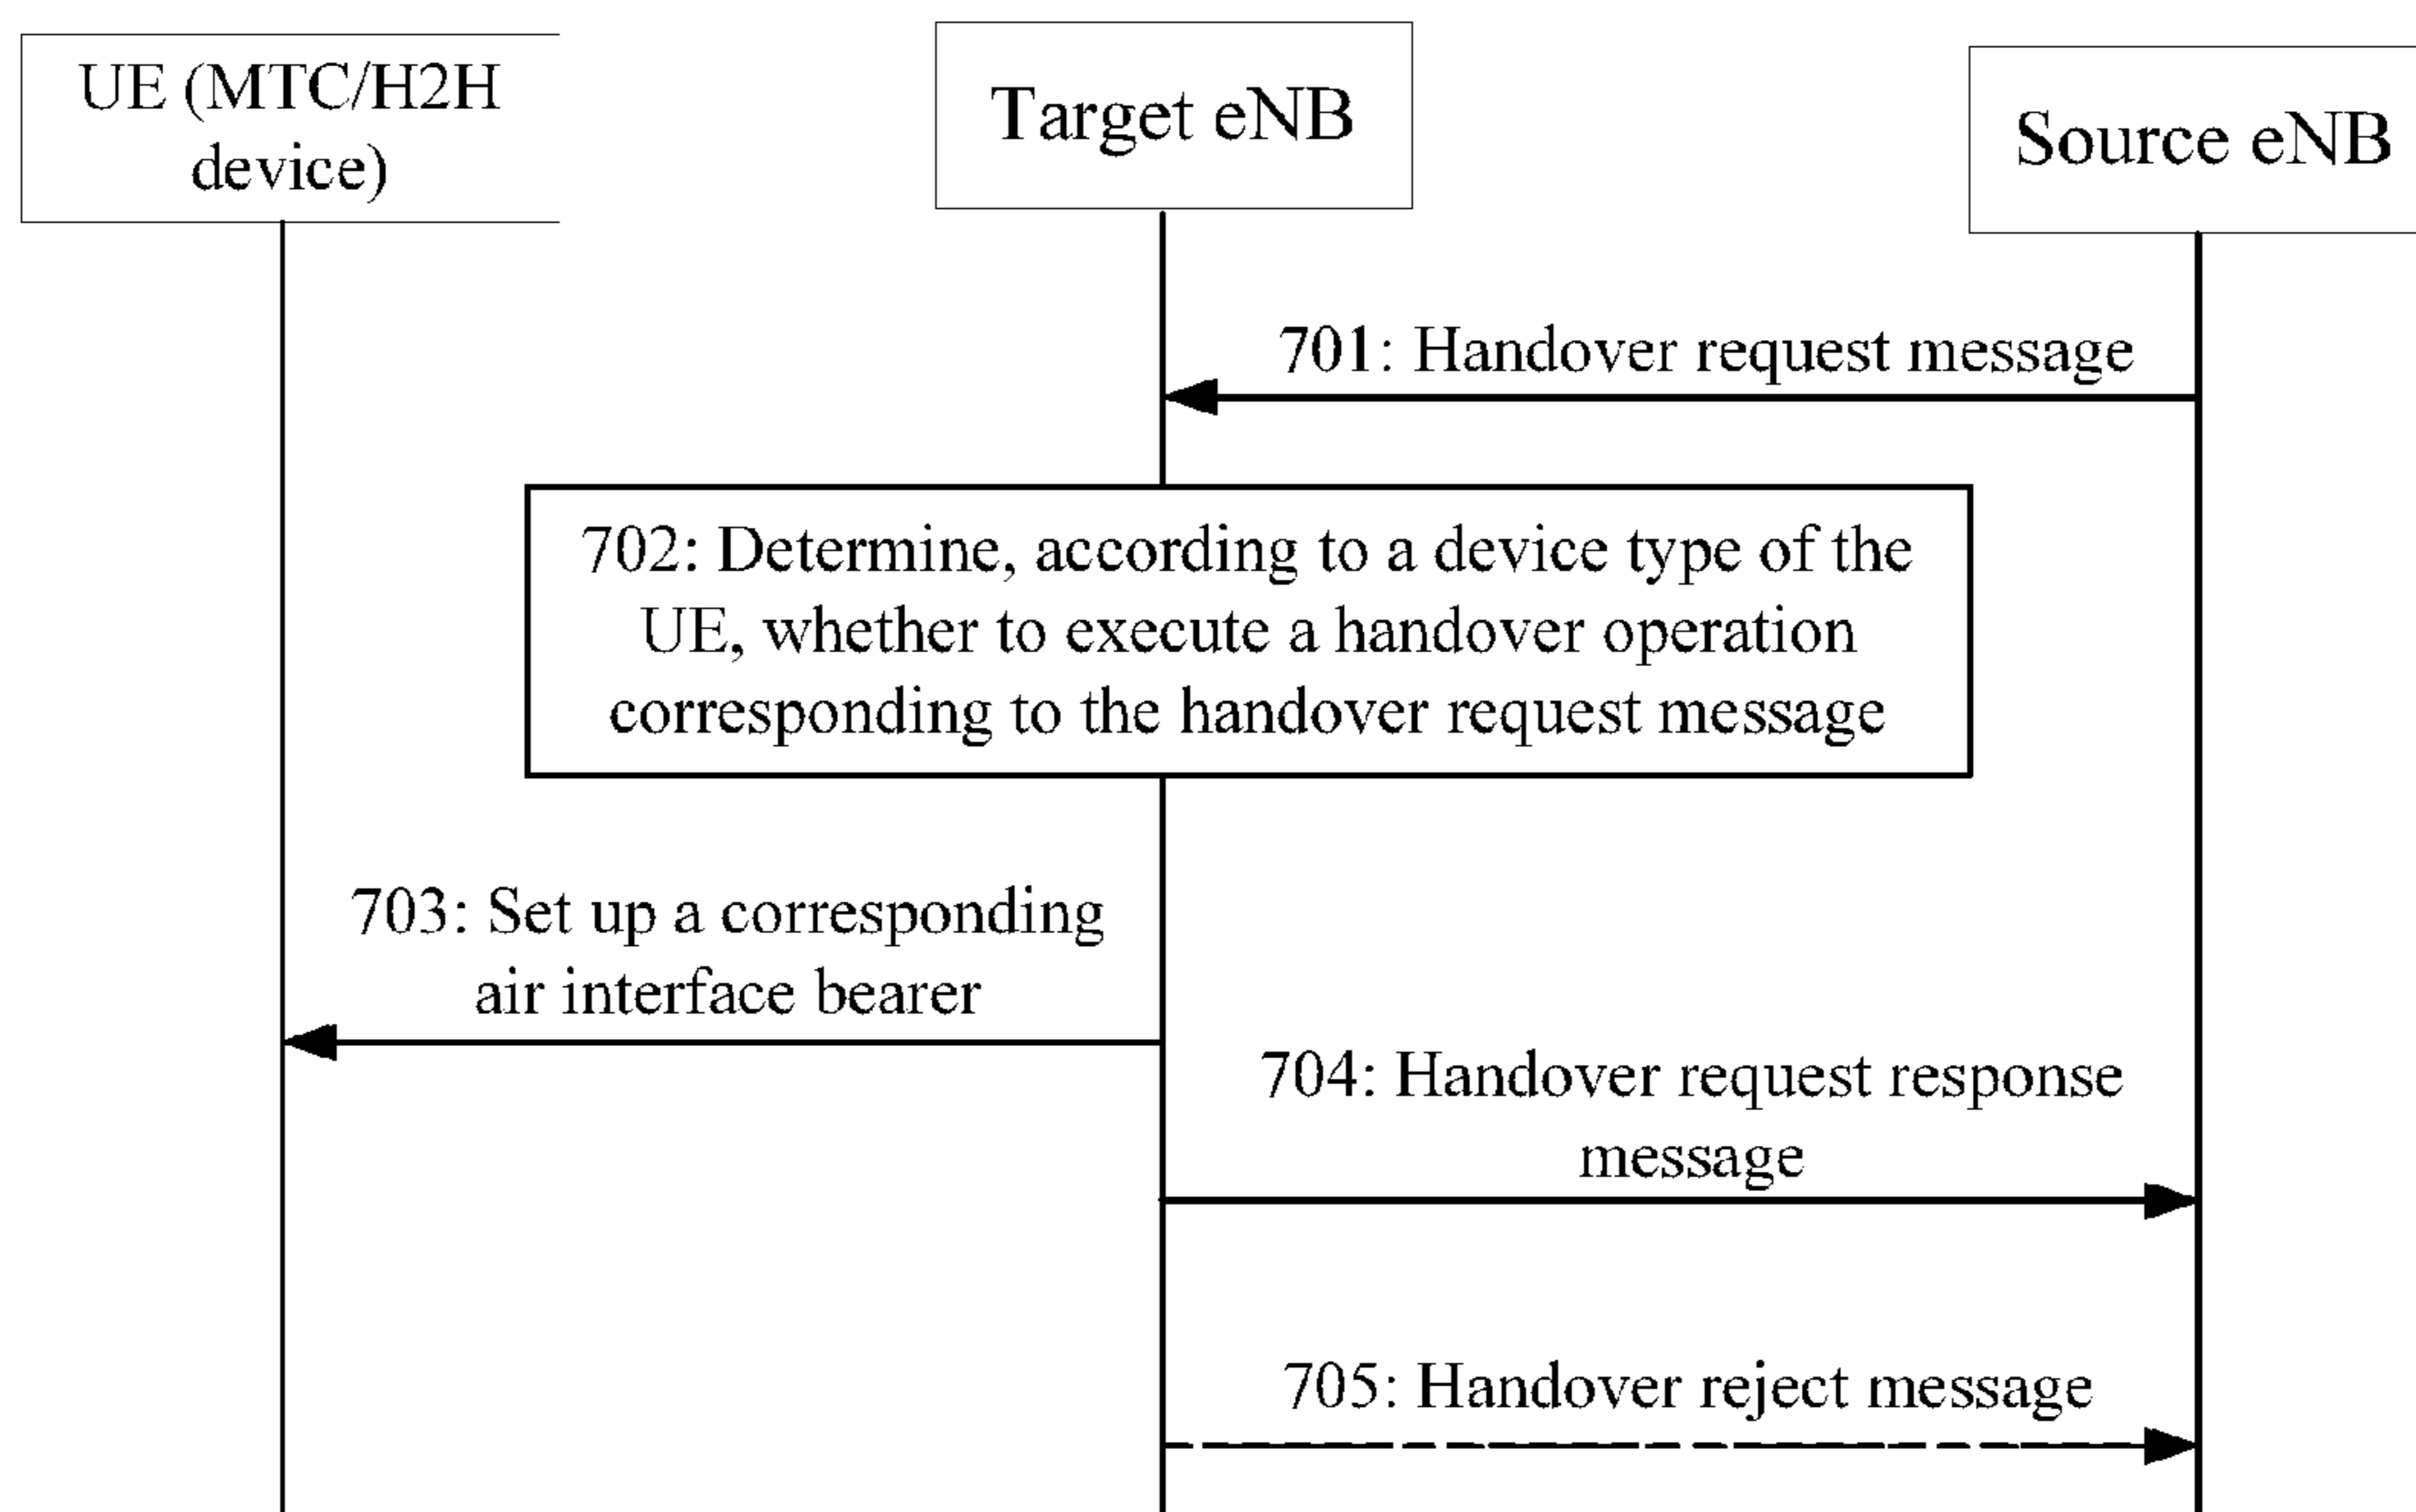 UE (MTC/H2H
device)
Target eNB
Source eNB
701: Handover request message
702: Determine, according to a device type of the
UE, whether to execute a handover operation
corresponding to the handover request message
703: Set up a corresponding
air interface bearer
704: Handover request response
message
705: Handover reject message